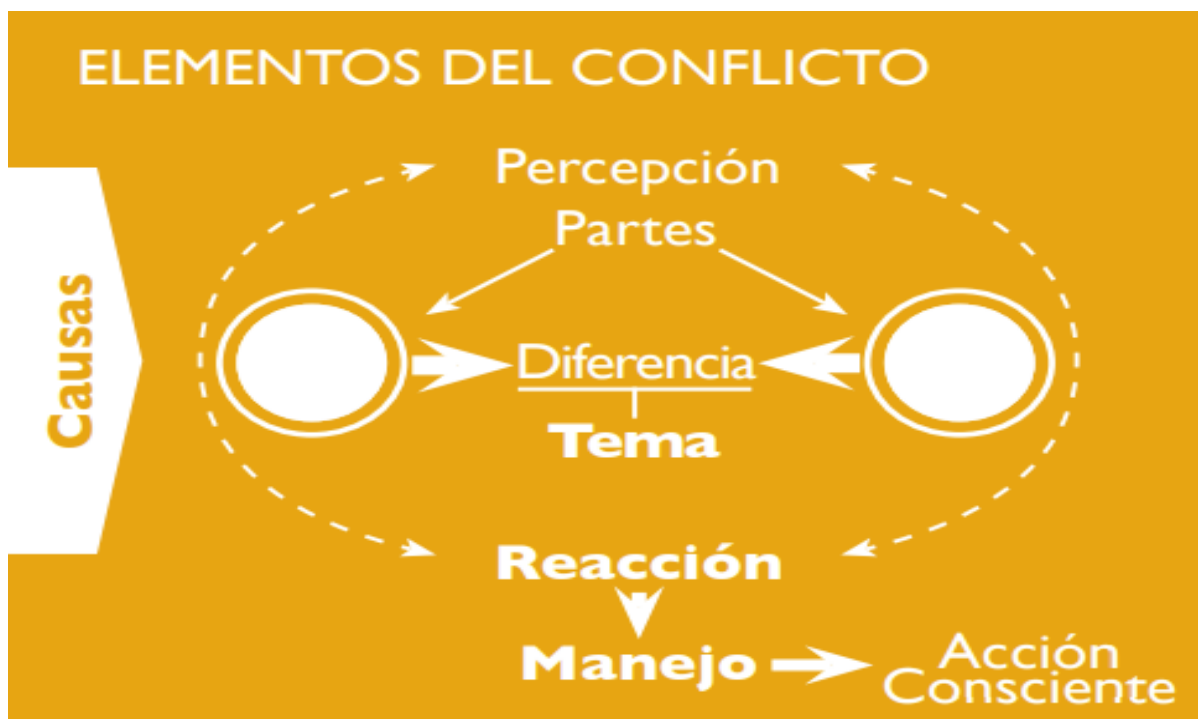 ELEMENTOS DEL CONFLICTO
Percepción
Partes
Causas
Diferencia
Tema
Reacción
Manejo
Acción
Consciente